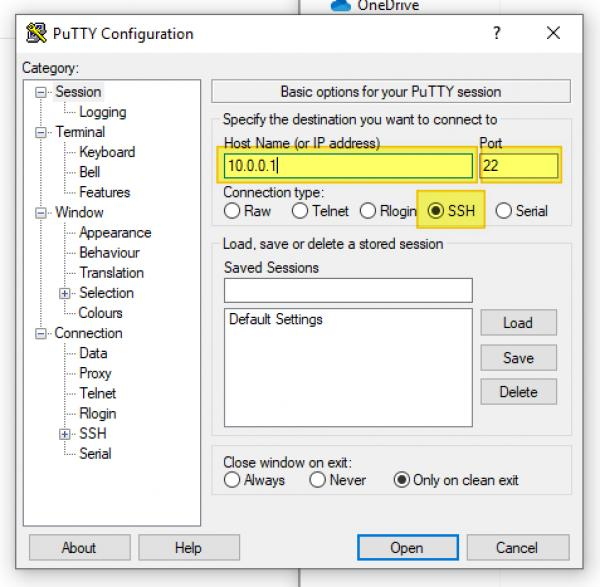 OneDrive
PuTTY Configuration
?
Category:
Session
Logging
Terminal
Keyboard
Bell
Features
Window
Appearance
Behaviour
Translation
Selection
Colours
Connection
Data
Proxy
Telnet
Rlogin
SSH
Serial
Basic options for your PuTTY session
Specify the destination you want to connect to
Host Name (or IP address) Port
10.0.0.1 22
Connection type:
Raw Telnet Rlogin SSH Serial
Load, save or delete a stored session
Saved Sessions
Default Settings
Load
Save
Delete
Close window on exit:
Always Never Only on clean exit
About Help Open Cancel